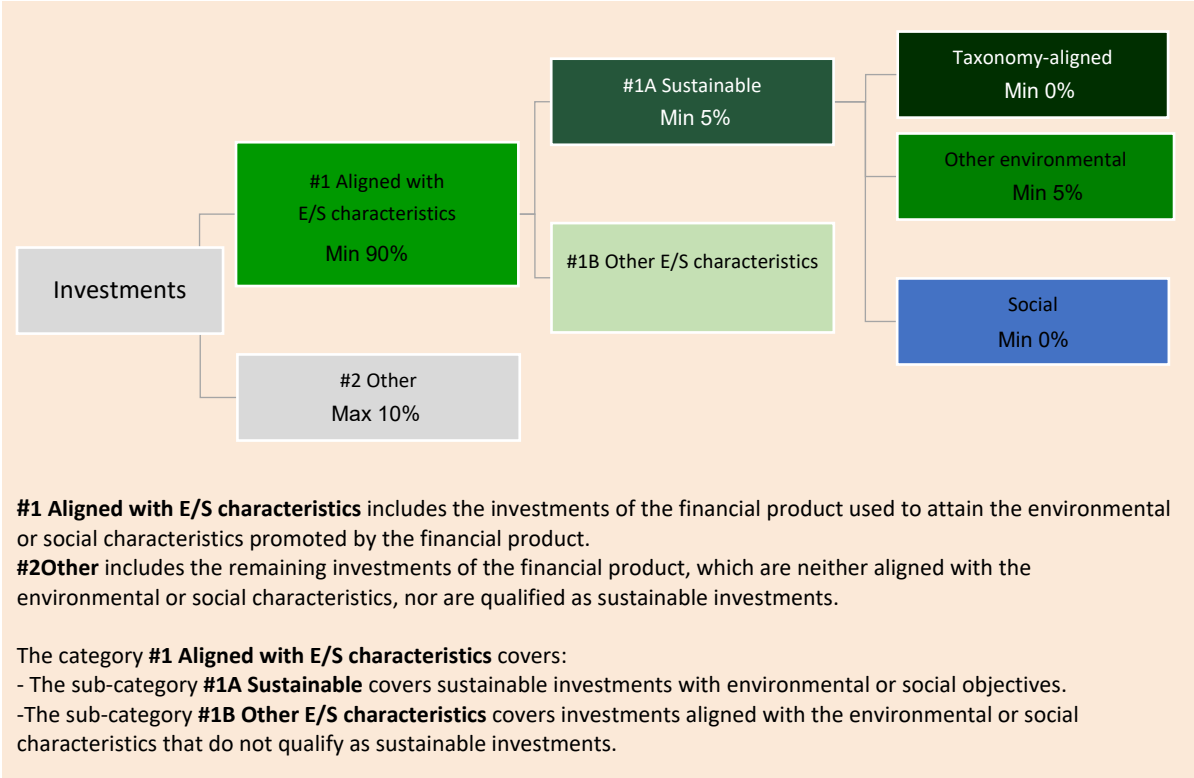 Investments
#1 Aligned with
E/S characteristics
Min 90%
#2 Other
Max 10%
#1A Sustainable
Min 5%
#1B Other E/S characteristics
Taxonomy-aligned
Min 0%
Other environmental
Min 5%
Social
Min 0%
#1 Aligned with E/S characteristics includes the investments of the financial product used to attain the environmental
or social characteristics promoted by the financial product.
#2Other includes the remaining investments of the financial product, which are neither aligned with the
environmental or social characteristics, nor are qualified as sustainable investments.
The category #1 Aligned with E/S characteristics covers:
- The sub-category #1A Sustainable covers sustainable investments with environmental or social objectives.
-The sub-category #1B Other E/S characteristics covers investments aligned with the environmental or social
characteristics that do not qualify as sustainable investments.